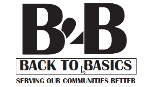 B2B
BACK TO BASICS
SERVING OUR COMMUNITIES BETTER